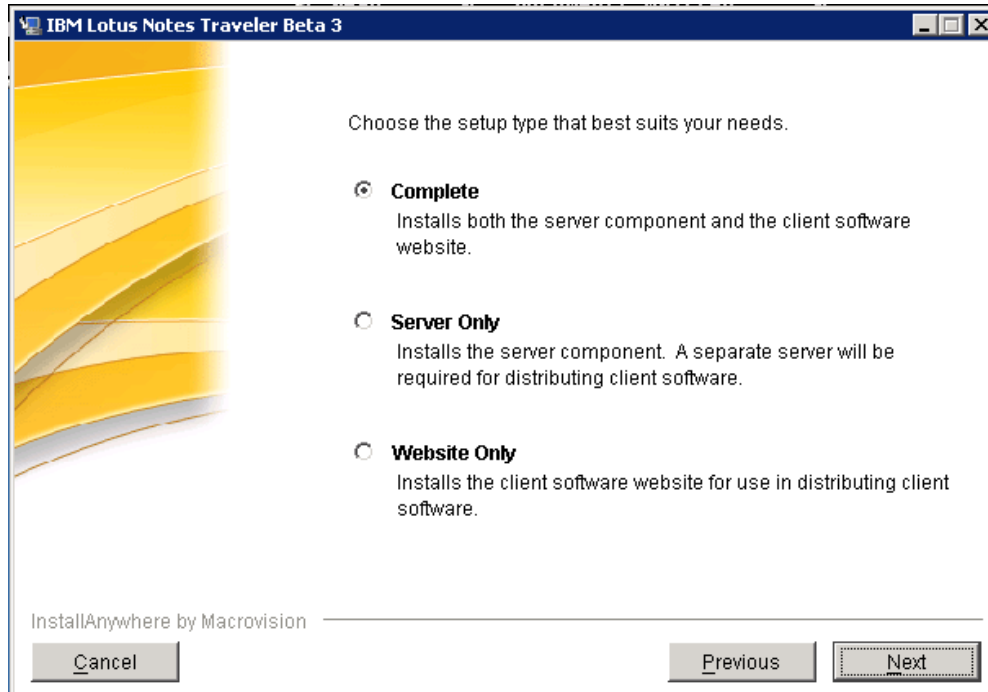 IBM Lotus Notes Traveler Beta 3
Choose the setup type that best suits your needs.
Complete
Installs both the server component and the client software
website.
Server Only
Installs the server component.  A separate server will be
required for distributing client software.
Website Only
Installs the client software website for use in distributing client
software.
InstallAnywhere by Macrovision
Cancel
Previous
Next